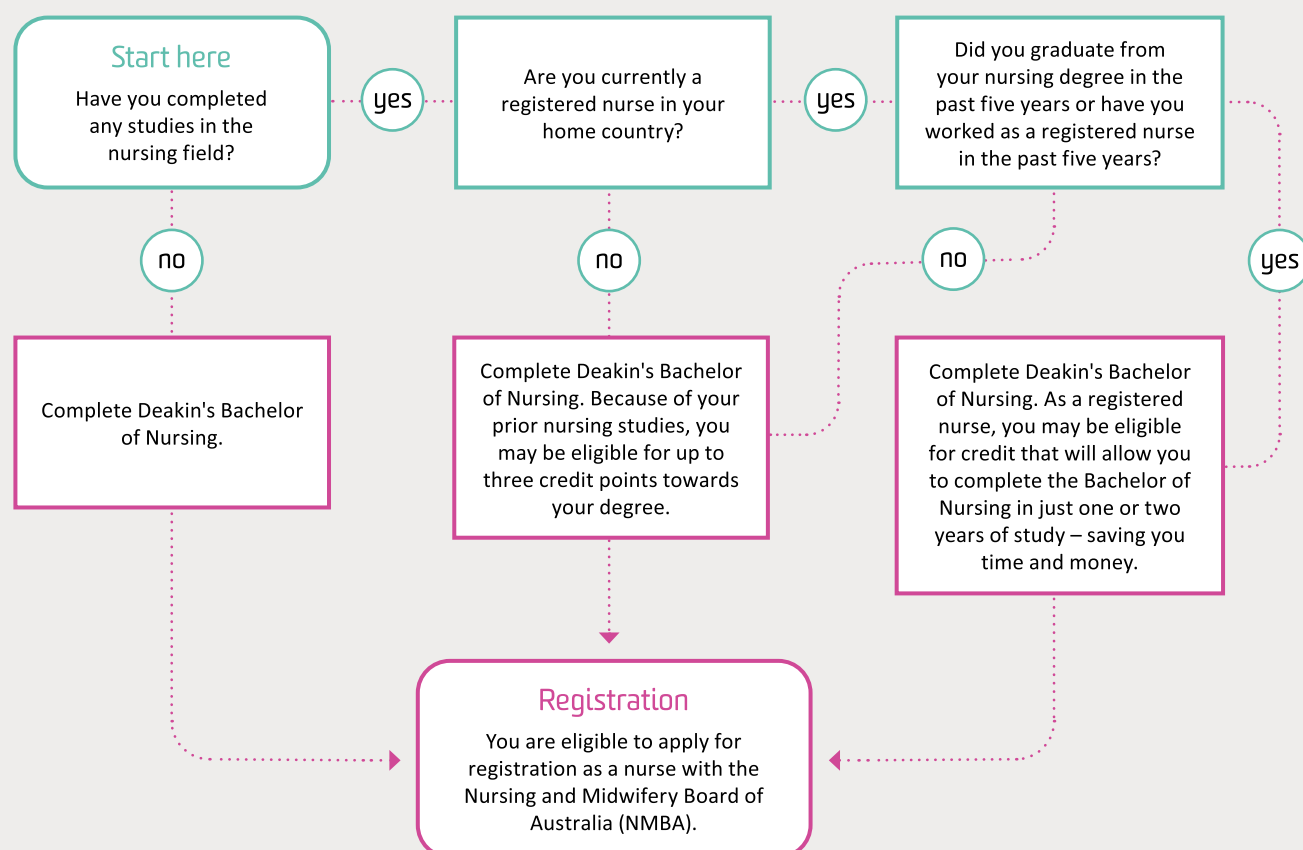 Start here
Have you completed
any studies in the
nursing field?
yes
Are you currently a
registered nurse in your
home country?
yes
Did you graduate from
your nursing degree in the
past five years or have you
worked as a registered nurse
in the past five years?
no
no
no
yes
Complete Deakin's Bachelor
of Nursing.
Complete Deakin's Bachelor
of Nursing. Because of your
prior nursing studies, you
may be eligible for up to
three credit points towards
your degree.
Complete Deakin's Bachelor
of Nursing. As a registered
nurse, you may be eligible
for credit that will allow you
to complete the Bachelor of
Nursing in just one or two
years of study – saving you
time and money.
Registration
You are eligible to apply for
registration as a nurse with the
Nursing and Midwifery Board of
Australia (NMBA).